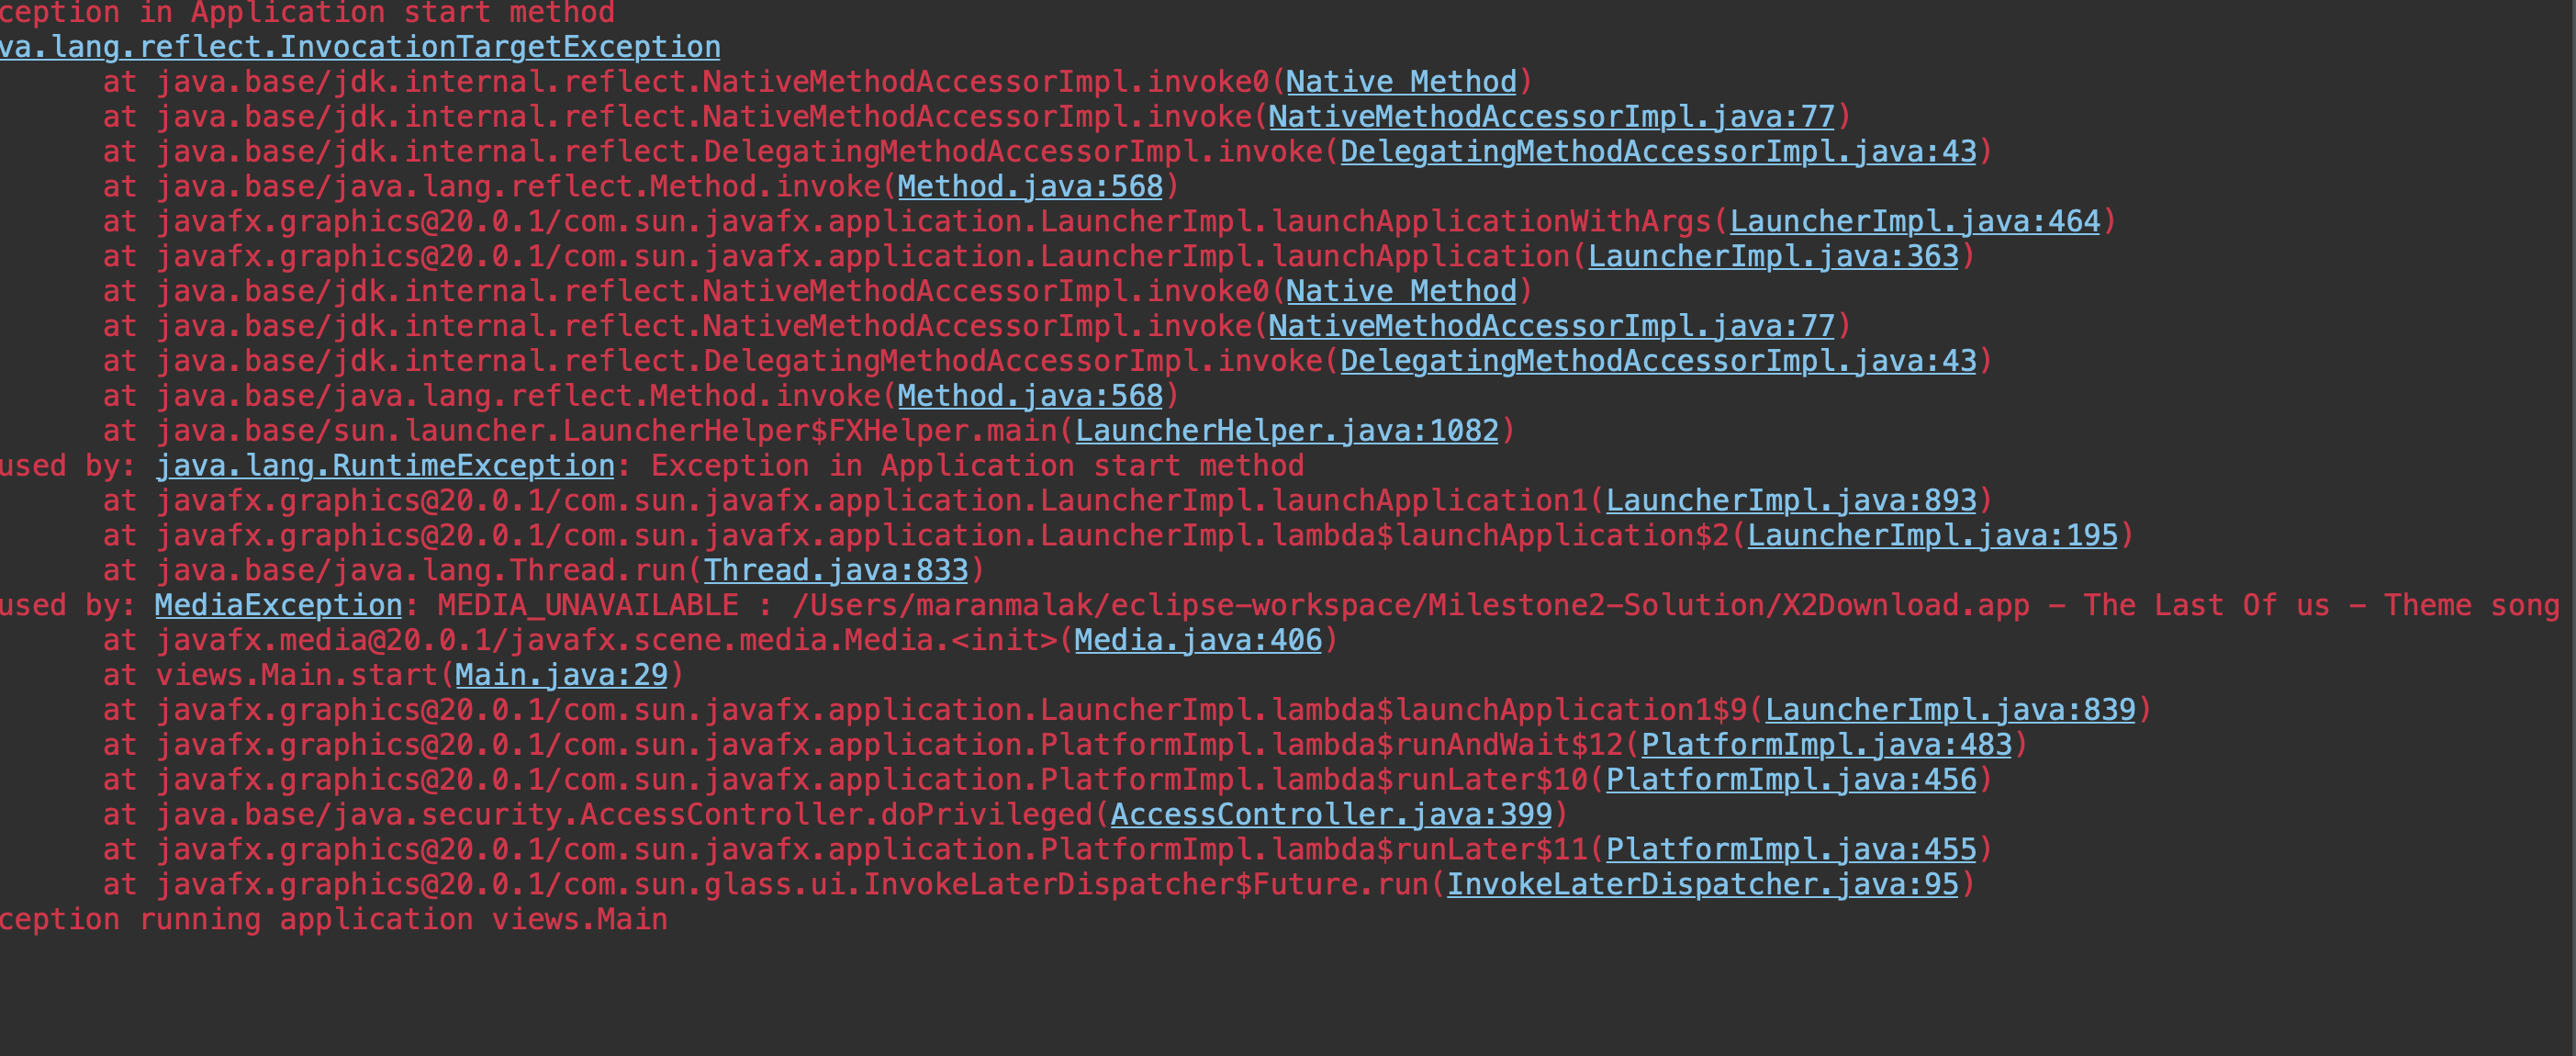 ception in Application start method
va.lang.reflect.InvocationTargetException
at java.base/jdk.internal.reflect.NativeMethodAccessorImpl.invoke0(Native Method)
at java.base/jdk.internal.reflect.NativeMethodAccessorImpl.invoke(NativeMethodAccessorImpl.java:77)
at java.base/jdk.internal.reflect.DelegatingMethodAccessorImpl.invoke(DelegatingMethodAccessorImpl.java:43)
at java.base/java.lang.reflect.Method.invoke(Method.java:568)
at javafx.graphics@20.0.1/com.sun.javafx.application.LauncherImpl.launchApplicationWithArgs(LauncherImpl.java:464)
at javafx.graphics@20.0.1/com.sun.javafx.application.LauncherImpl.launchApplication(LauncherImpl.java:363)
at java.base/jdk.internal.reflect.NativeMethodAccessorImpl.invoke0(Native Method)
at java.base/jdk.internal.reflect.NativeMethodAccessorImpl.invoke(NativeMethodAccessorImpl.java:77)
at java.base/jdk.internal.reflect.DelegatingMethodAccessorImpl.invoke(DelegatingMethodAccessorImpl.java:43)
at java.base/java.lang.reflect.Method.invoke(Method.java:568)
at java.base/sun.launcher.LauncherHelper$FXHelper.main(LauncherHelper.java:1082)
used by: java.lang.RuntimeException: Exception in Application start method
at javafx.graphics@20.0.1/com.sun.javafx.application.LauncherImpl.launchApplication1(LauncherImpl.java:893)
at javafx.graphics@20.0.1/com.sun.javafx.application.LauncherImpl.lambda$launchApplication$2(LauncherImpl.java:195)
at java.base/java.lang.Thread.run(Thread.java:833)
used by: MediaException: MEDIA_UNAVAILABLE : /Users/maranmalak/eclipse-workspace/Milestone2-Solution/X2Download.app - The Last Of us - Theme song
at javafx.media@20.0.1/javafx.scene.media.Media.<init>(Media.java:406)
at views.Main.start(Main.java:29)
at javafx.graphics@20.0.1/com.sun.javafx.application.LauncherImpl.lambda$launchApplication1$9(LauncherImpl.java:839)
at javafx.graphics@20.0.1/com.sun.javafx.application.PlatformImpl.lambda$runAndWait$12(PlatformImpl.java:483)
at javafx.graphics@20.0.1/com.sun.javafx.application.PlatformImpl.lambda$runLater$10(PlatformImpl.java:456)
at java.base/java.security.AccessController.doPrivileged(AccessController.java:399)
at javafx.graphics@20.0.1/com.sun.javafx.application.PlatformImpl.lambda$runLater$11(PlatformImpl.java:455)
at javafx.graphics@20.0.1/com.sun.glass.ui.InvokeLaterDispatcher$Future.run(InvokeLaterDispatcher.java:95)
ception running application views.Main